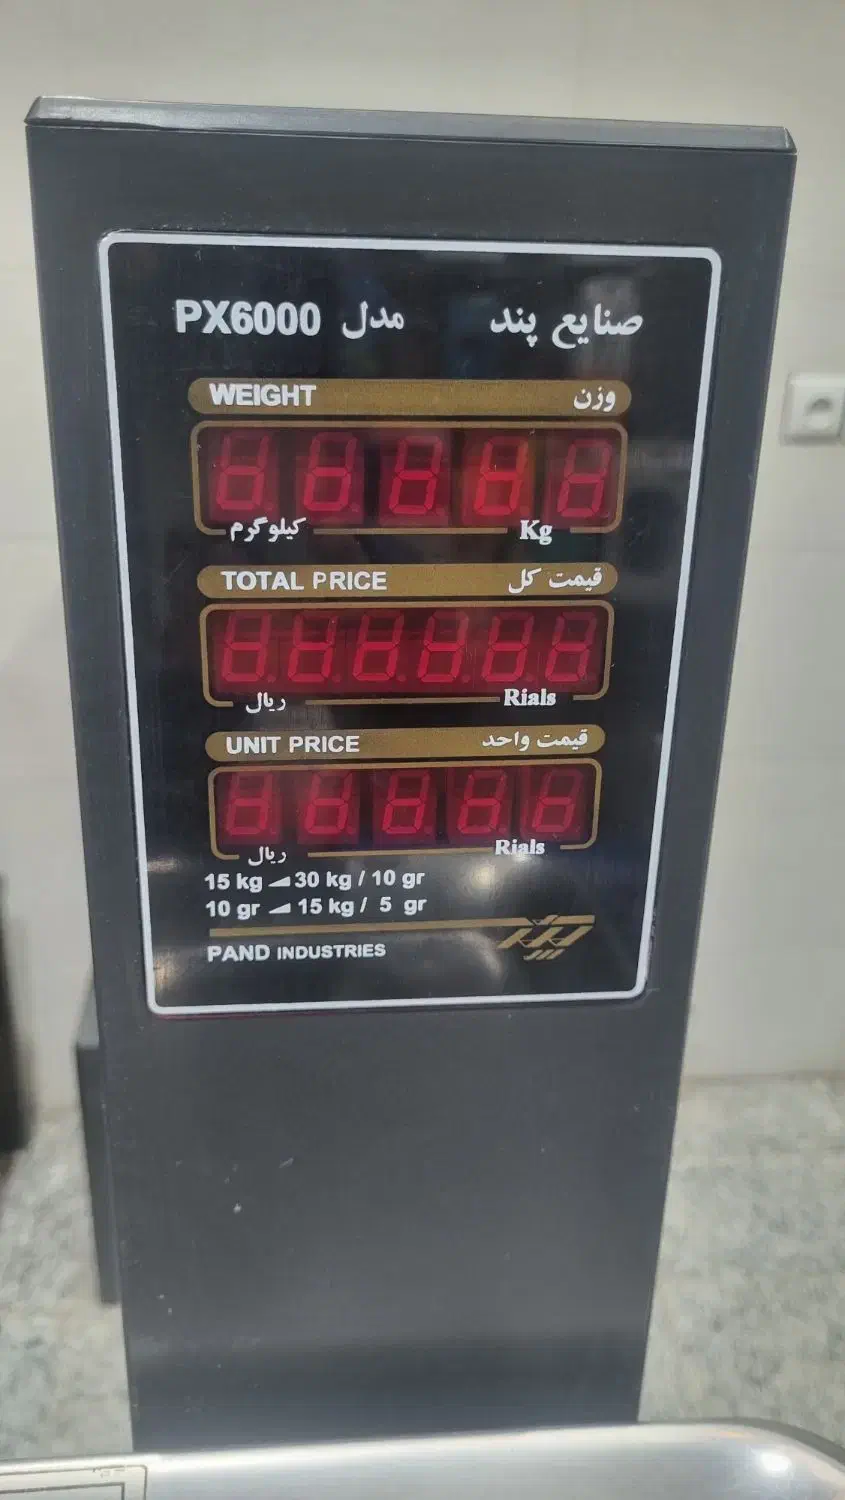 صنایع پند مدل PX6000
WEIGHT وزن
کیلوگرم Kg
TOTAL PRICE قیمت کل
ریال Rials
UNIT PRICE قیمت واحد
ریال Rials
15 kg ◢ 30 kg / 10 gr
10 gr ◢ 15 kg / 5 gr
PAND INDUSTRIES